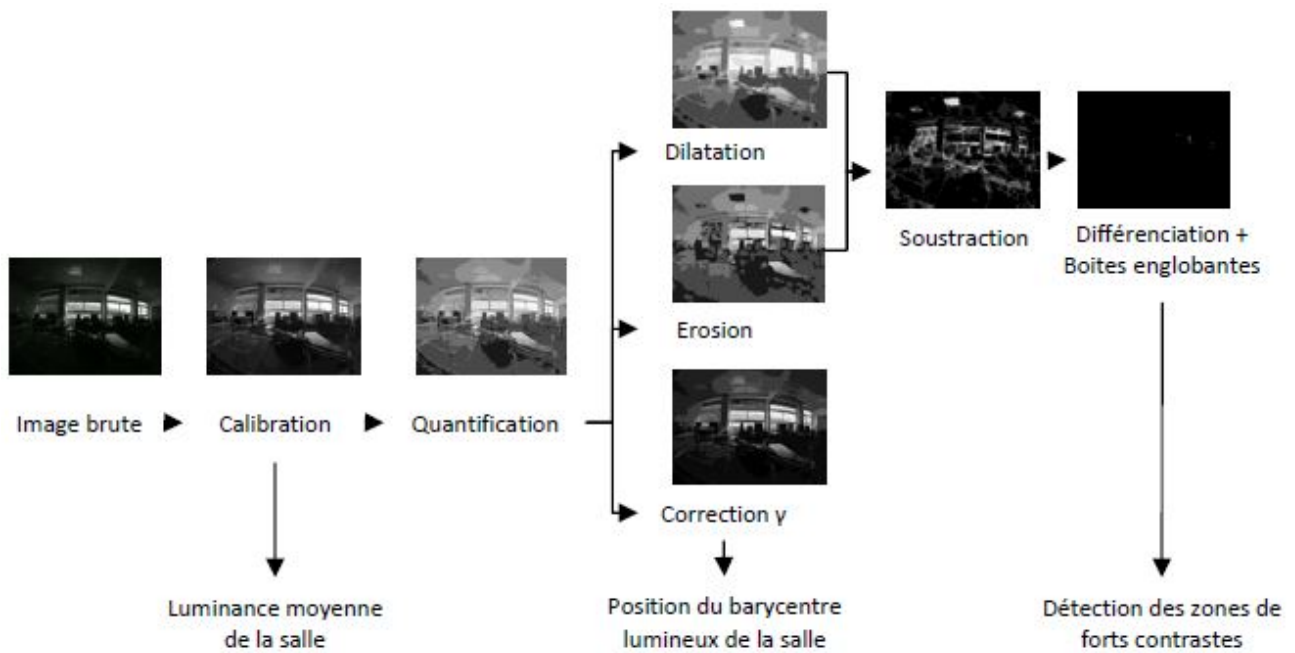 Dilatation
Soustraction
Différenciation +
Boites englobantes
Erosion
Image brute
Calibration
Quantification
Correction γ
Luminance moyenne
de la salle
Position du barycentre
lumineux de la salle
Détection des zones de
forts contrastes